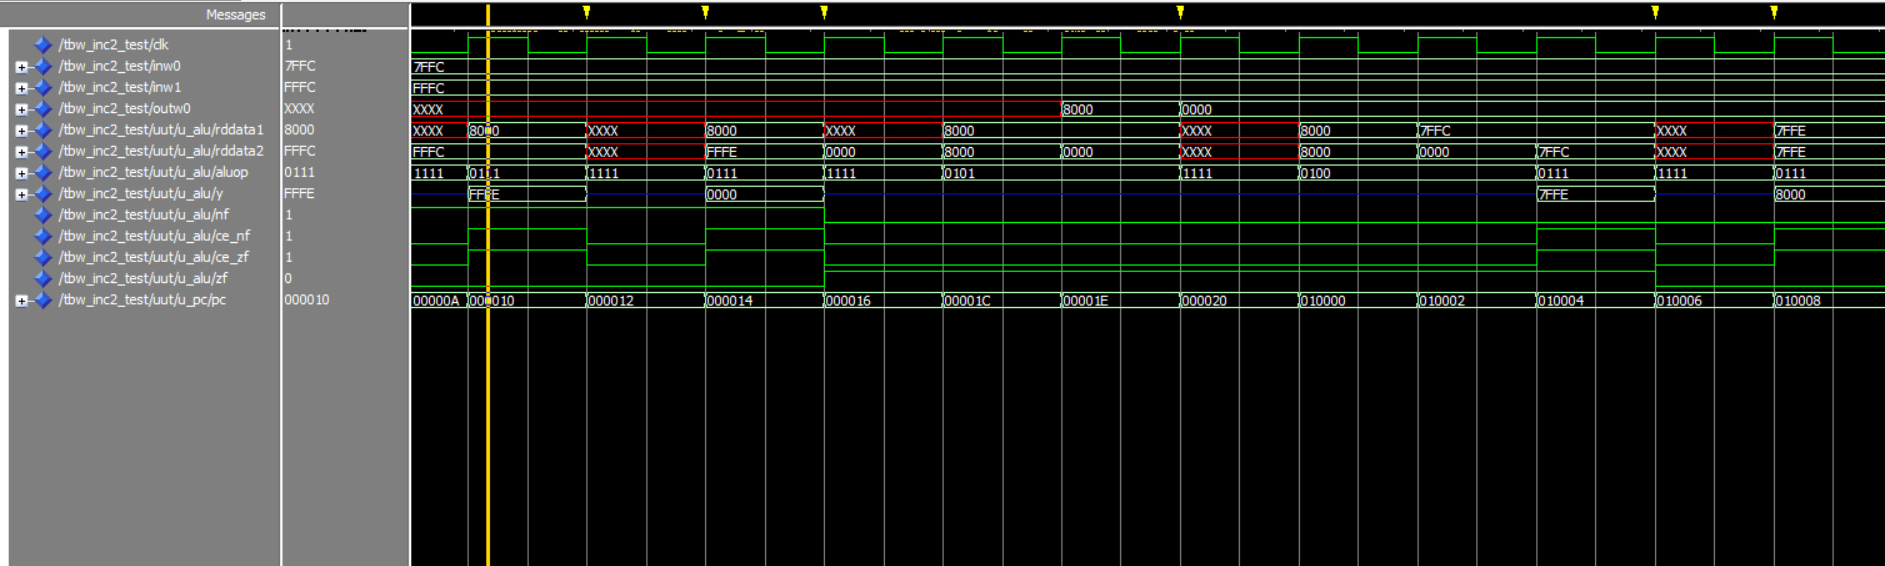 Messages
/tbw_inc2_test/clk 1
/tbw_inc2_test/inw0 7FFC 7FFC
/tbw_inc2_test/inw1 FFFC FFFC
/tbw_inc2_test/outw0 XXXX XXXX 8000 0000
/tbw_inc2_test/uut/u_alu/rddata1 8000 XXXX 8000 XXXX 8000 XXXX 8000 XXXX 8000 7FFC XXXX 7FFE
/tbw_inc2_test/uut/u_alu/rddata2 FFFC FFFC XXXX FFFE 0000 8000 0000 XXXX 8000 0000 7FFC XXXX 7FFE
/tbw_inc2_test/uut/u_alu/aluop 0111 1111 0111 1111 0111 1111 0101 1111 0100 0111 1111 0111
/tbw_inc2_test/uut/u_alu/y FFFE FFFE 0000 7FFE 8000
/tbw_inc2_test/uut/u_alu/nf 1
/tbw_inc2_test/uut/u_alu/ce_nf 1
/tbw_inc2_test/uut/u_alu/ce_zf 1
/tbw_inc2_test/uut/u_alu/zf 0
/tbw_inc2_test/uut/u_pc/pc 000010 00000A 000010 000012 000014 000016 00001C 00001E 000020 010000 010002 010004 010006 010008